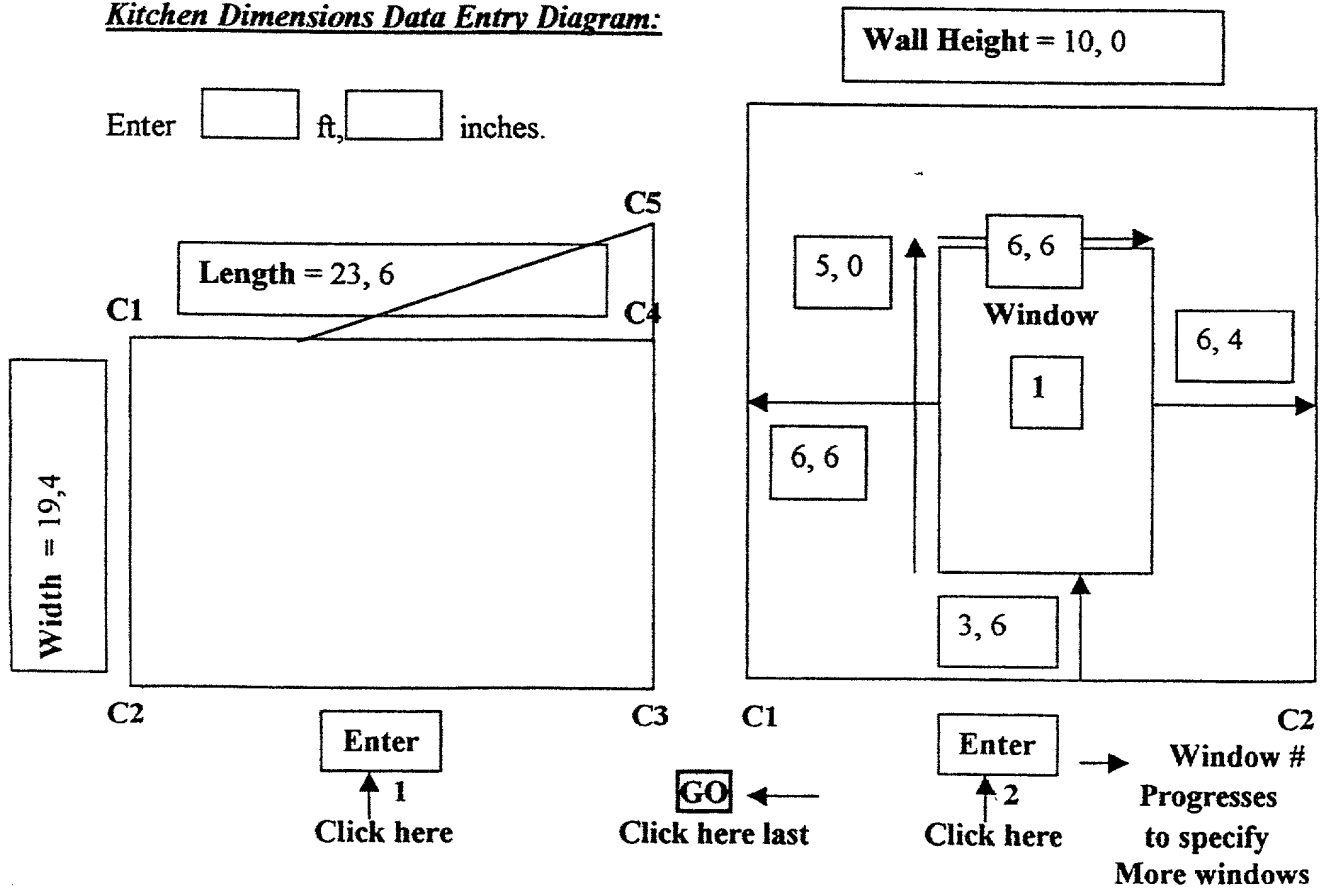 Kitchen Dimensions Data Entry Diagram:
Enter ft, inches.
C5
Length = 23, 6
C1
C4
Width = 19,4
C2
C3
Enter
1
Click here
GO
Click here last
Wall Height = 10, 0
5, 0
6, 6
Window
1
6, 4
6, 6
3, 6
C1
C2
Enter
2
Click here
Window #
Progresses
to specify
More windows